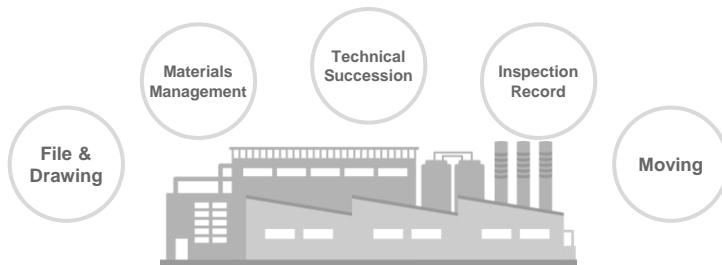 File &
Drawing
Materials
Management
Technical
Succession
Inspection
Record
Moving